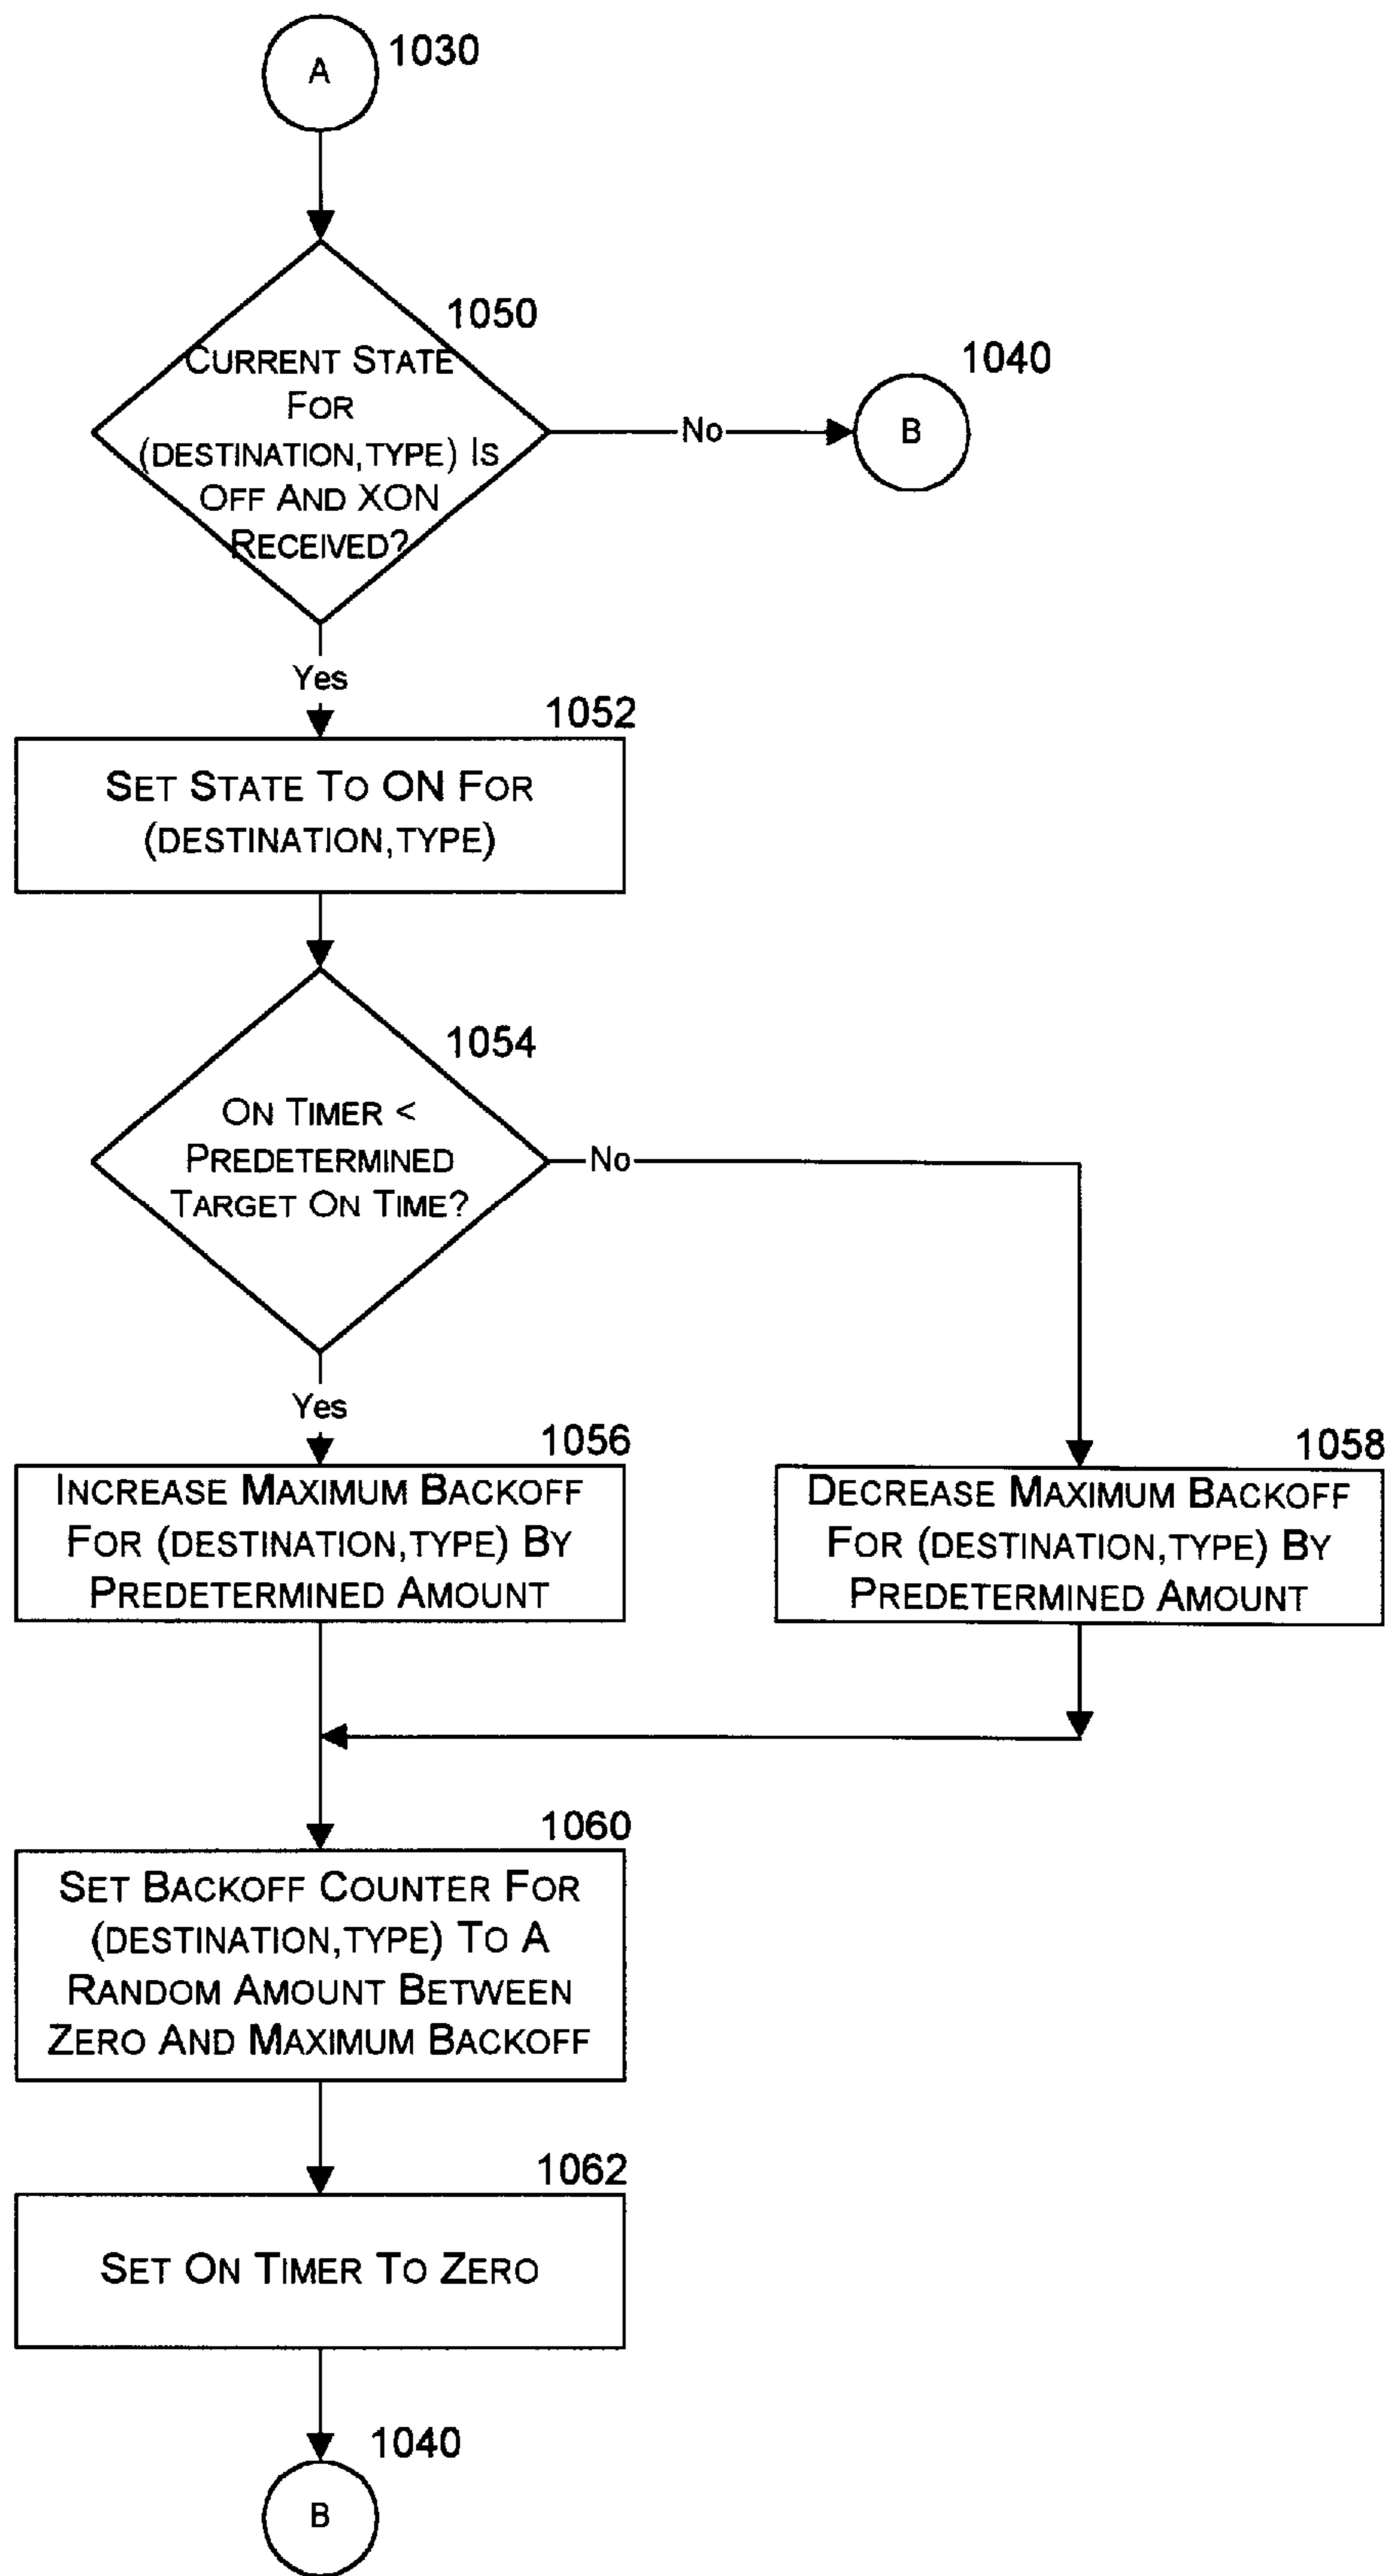 A
1030
1050
CURRENT STATE
FOR
(DESTINATION,TYPE) IS
OFF AND XON
RECEIVED?
No
1040
B
Yes
1052
SET STATE TO ON FOR
(DESTINATION,TYPE)
1054
ON TIMER <
PREDETERMINED
TARGET ON TIME?
No
Yes
1056
INCREASE MAXIMUM BACKOFF
FOR (DESTINATION,TYPE) BY
PREDETERMINED AMOUNT
1058
DECREASE MAXIMUM BACKOFF
FOR (DESTINATION,TYPE) BY
PREDETERMINED AMOUNT
1060
SET BACKOFF COUNTER FOR
(DESTINATION,TYPE) TO A
RANDOM AMOUNT BETWEEN
ZERO AND MAXIMUM BACKOFF
1062
SET ON TIMER TO ZERO
1040
B